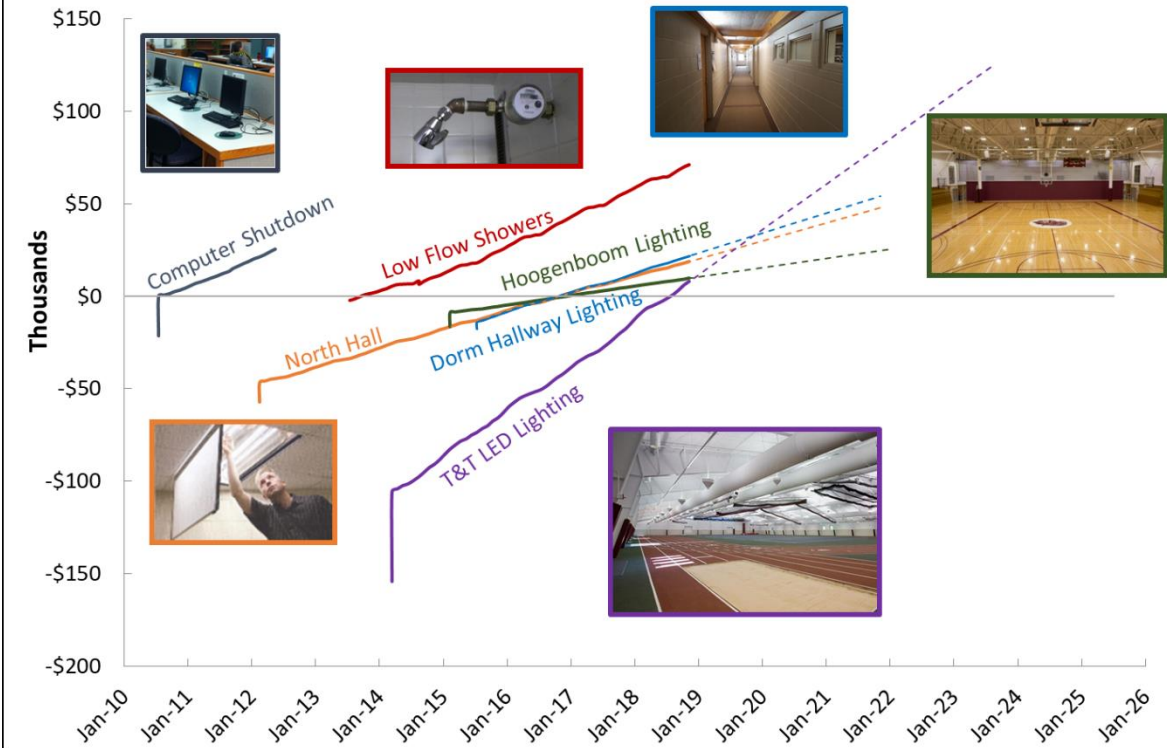 $150
$100
$50
$0
-$50
-$100
-$150
-$200
Thousands
Computer Shutdown
Low Flow Showers
Hoogenboom Lighting
North Hall
Dorm Hallway Lighting
T&T LED Lighting
Jan-10
Jan-11
Jan-12
Jan-13
Jan-14
Jan-15
Jan-16
Jan-17
Jan-18
Jan-19
Jan-20
Jan-21
Jan-22
Jan-23
Jan-24
Jan-25
Jan-26